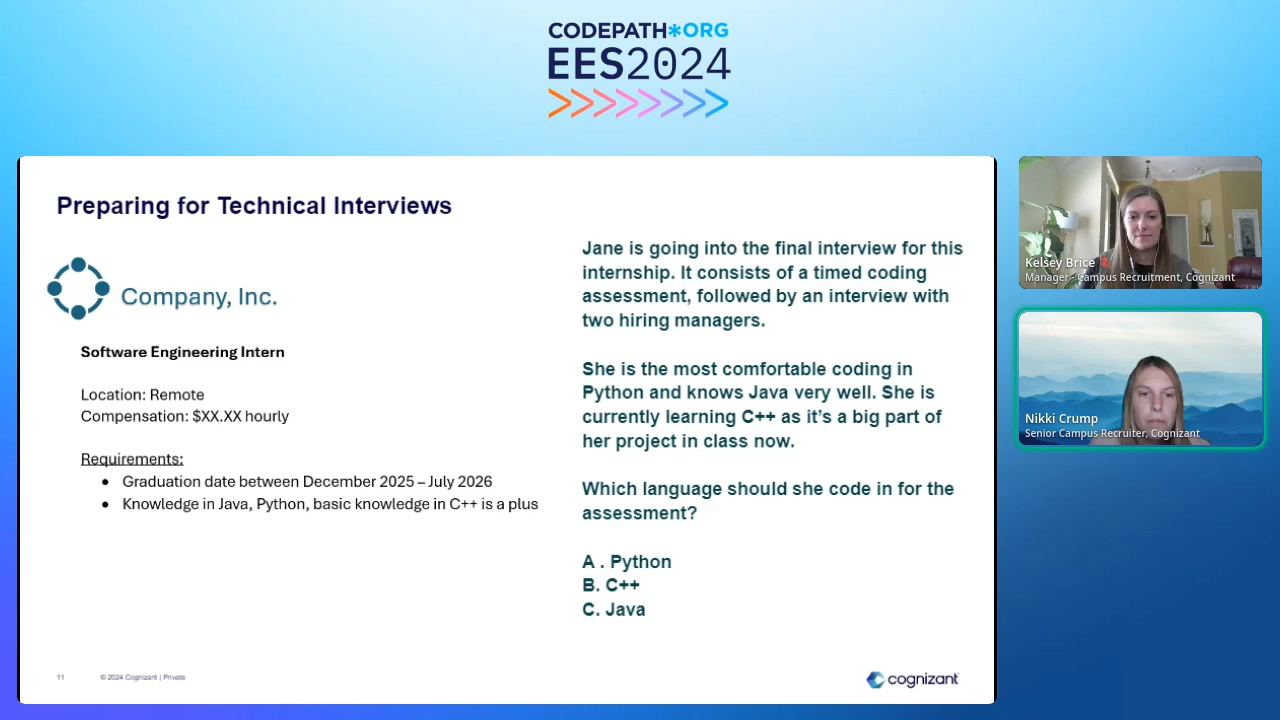 CODEPATH*ORG
EES2024
Preparing for Technical Interviews
Company, Inc.
Software Engineering Intern
Location: Remote
Compensation: $XX.XX hourly
Requirements:
• Graduation date between December 2025 – July 2026
• Knowledge in Java, Python, basic knowledge in C++ is a plus
Jane is going into the final interview for this
internship. It consists of a timed coding
assessment, followed by an interview with
two hiring managers.
She is the most comfortable coding in
Python and knows Java very well. She is
currently learning C++ as it's a big part of
her project in class now.
Which language should she code in for the
assessment?
A . Python
B. C++
C. Java
11 © 2024 Cognizant | Private
cognizant
Kelsey Brice
Manager - Campus Recruitment, Cognizant
Nikki Crump
Senior Campus Recruiter, Cognizant